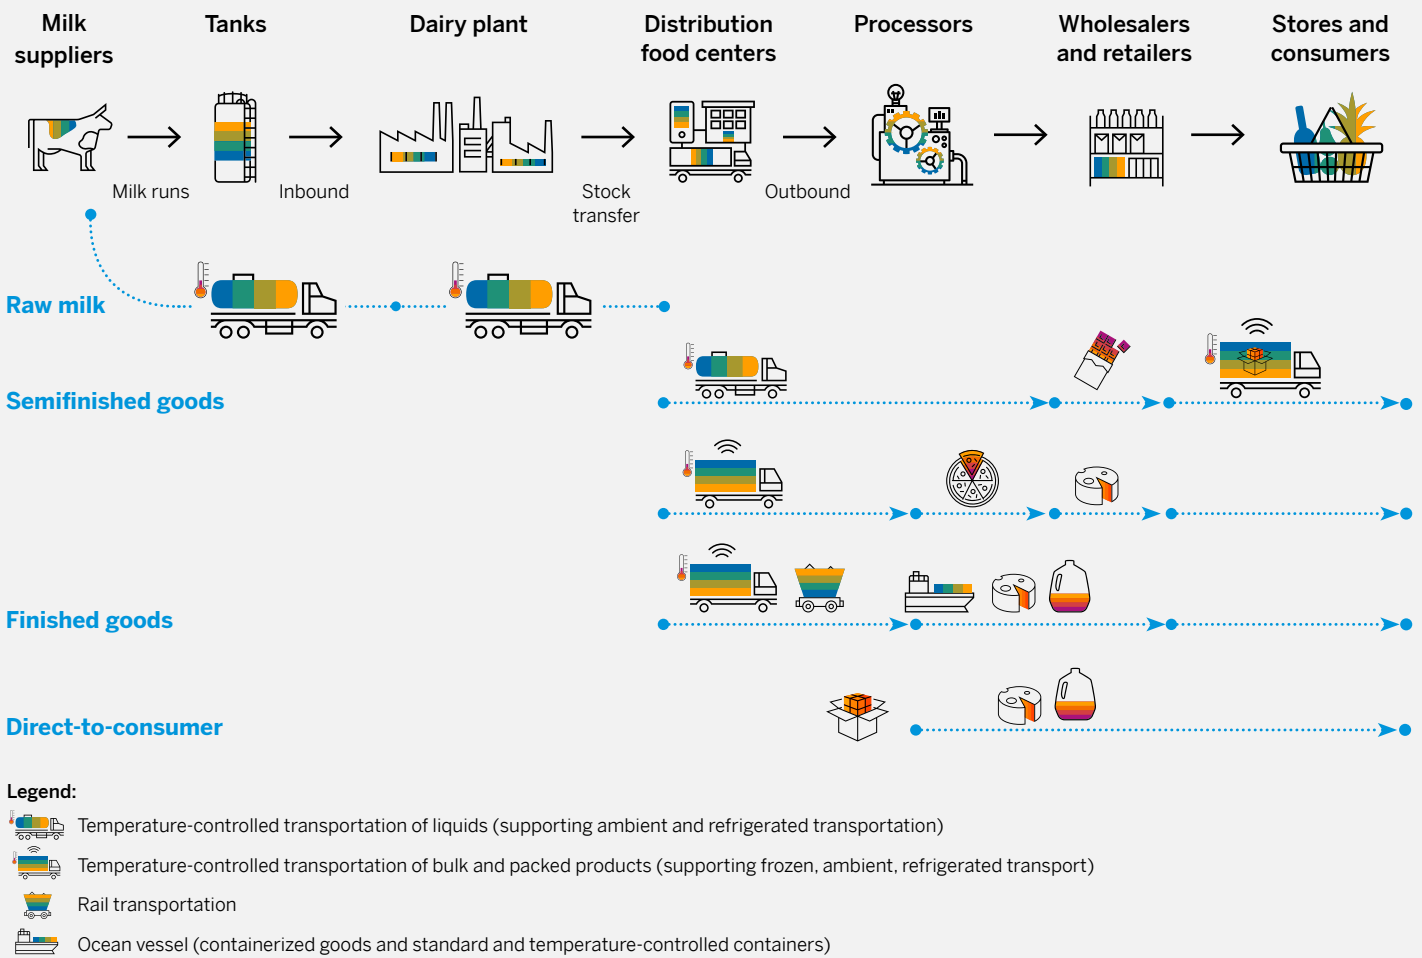 Milk
suppliers
Tanks
Dairy plant
Distribution
food centers
Processors
Wholesalers
and retailers
Stores and
consumers
Milk runs
Inbound
Stock
transfer
Outbound
Raw milk
Semifinished goods
Finished goods
Direct-to-consumer
Legend:
Temperature-controlled transportation of liquids (supporting ambient and refrigerated transportation)
Temperature-controlled transportation of bulk and packed products (supporting frozen, ambient, refrigerated transport)
Rail transportation
Ocean vessel (containerized goods and standard and temperature-controlled containers)